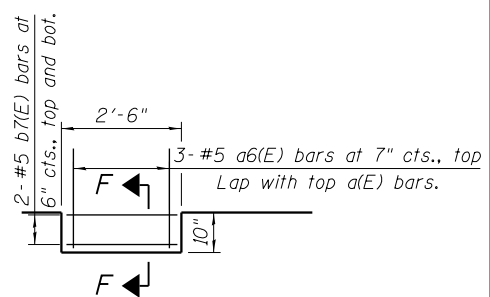 2-#5 b7(E) bars at
6" cts., top and bot.
2'-6"
3-#5 a6(E) bars at 7" cts., top
Lap with top a(E) bars.
F
10"
F